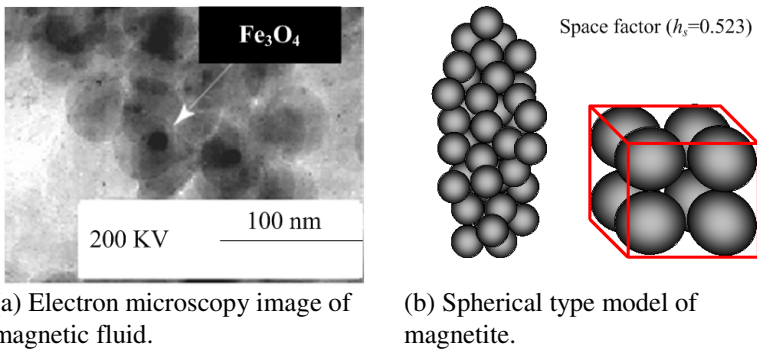 Fe₃O₄
200 KV
100 nm
Space factor (hₛ=0.523)
a) Electron microscopy image of
magnetic fluid.
(b) Spherical type model of
magnetite.